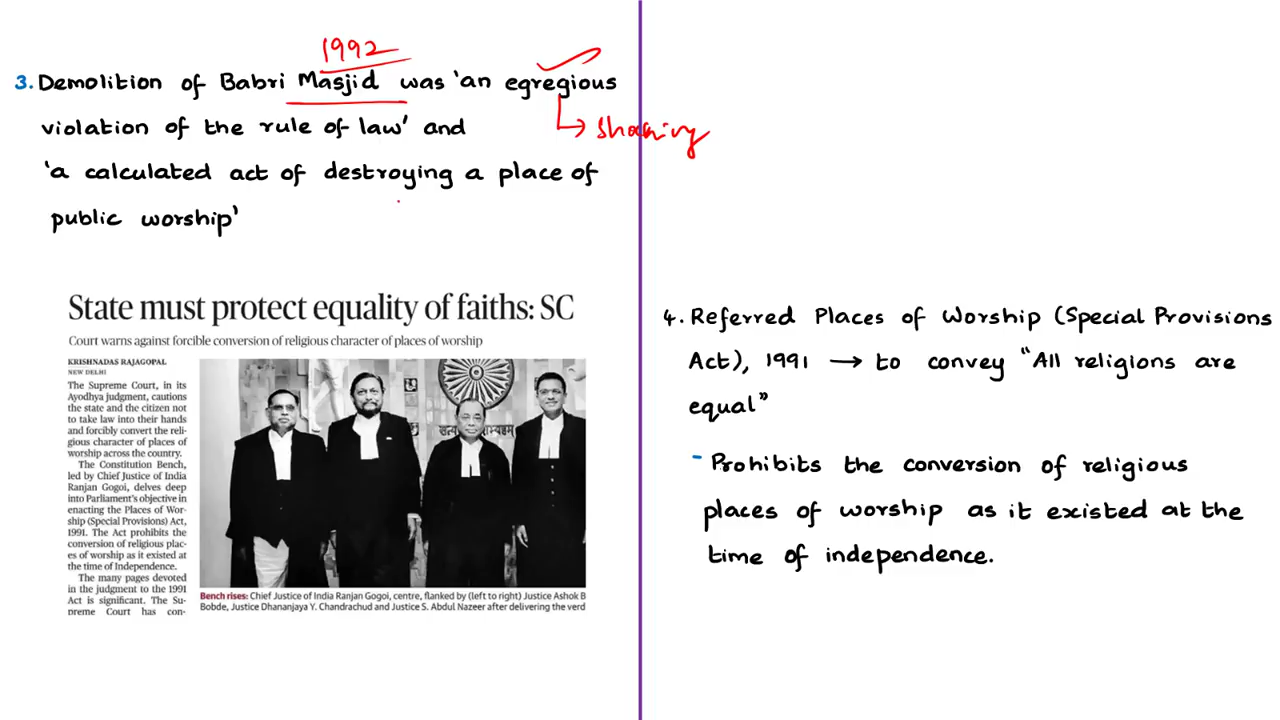 1992
3. Demolition of Babri Masjid was 'an egregious
violation of the rule of law' and
→ Shocking
'a calculated act of destroying a place of
public worship'
State must protect equality of faiths: SC
Court warns against forcible conversion of religious character of places of worship
KRISHNADAS RAJAGOPAL
NEW DELHI
The Supreme Court, in its
Ayodhya judgment, cautions
the state and the citizen not
to take law into their hands
and forcibly convert the reli-
gious character of places of
worship across the country.
The Constitution Bench,
led by Chief Justice of India
Ranjan Gogoi, delves deep
into Parliament's objective in
enacting the Places of Wor-
ship (Special Provisions) Act,
1991. The Act prohibits the
conversion of religious plac-
es of worship as it existed at
the time of Independence.
The many pages devoted
in the judgment to the 1991
Act is significant. The Su-
preme Court has con-
Bench rises: Chief Justice of India Ranjan Gogoi, centre, flanked by (left to right) Justice Ashok B
Bobde, Justice Dhananjaya Y. Chandrachud and Justice S. Abdul Nazeer after delivering the verd
4. Referred Places of Worship (Special Provisions
Act), 1991 → to convey "All religions are
equal"
- Prohibits the conversion of religious
places of worship as it existed at the
time of independence.